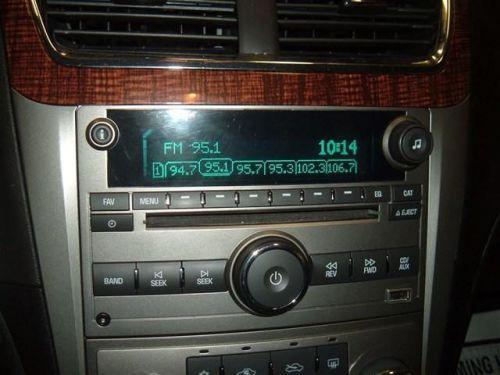 FM 95.1 10:14
1 94.7 95.1 95.7 95.3 102.3 106.7
FAV MENU EQ CAT
EJECT
BAND SEEK SEEK REV FWD CD/AUX